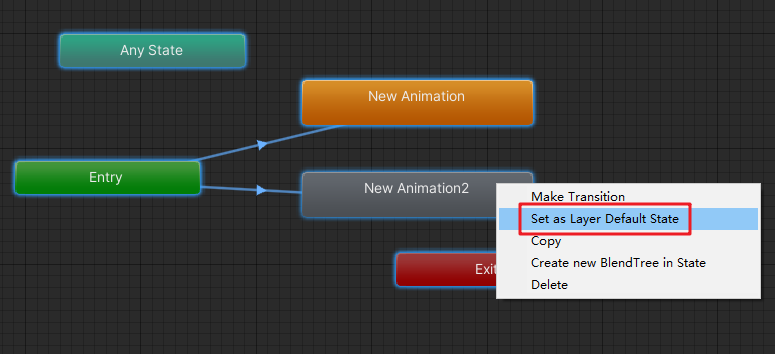 Any State
New Animation
Entry
New Animation2
Exit
Make Transition
Set as Layer Default State
Copy
Create new BlendTree in State
Delete